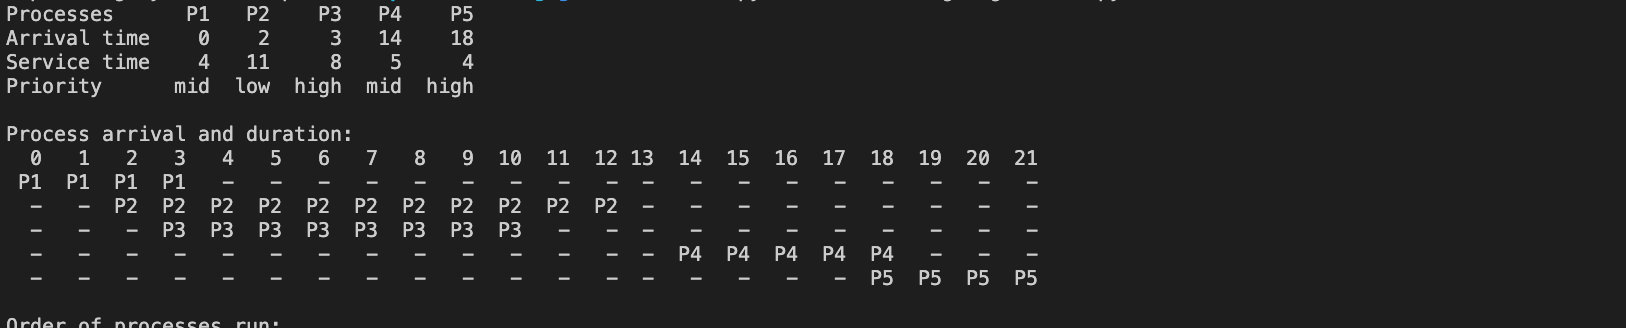 Processes      P1   P2    P3   P4    P5
Arrival time    0    2     3   14    18
Service time    4   11     8    5     4
Priority      mid  low  high  mid  high
Process arrival and duration:
  0   1   2   3   4   5   6   7   8   9  10  11  12 13  14  15  16  17  18  19  20  21
 P1  P1  P1  P1   –   –   –   –   –   –   –   –   –  –   –   –   –   –   –   –   –   –
  –   –  P2  P2  P2  P2  P2  P2  P2  P2  P2  P2  P2  –   –   –   –   –   –   –   –   –
  –   –   –  P3  P3  P3  P3  P3  P3  P3  P3   –   –  –   –   –   –   –   –   –   –   –
  –   –   –   –   –   –   –   –   –   –   –   –   –  –  P4  P4  P4  P4  P4   –   –   –
  –   –   –   –   –   –   –   –   –   –   –   –   –  –   –   –   –   –  P5  P5  P5  P5
Order of processes run: